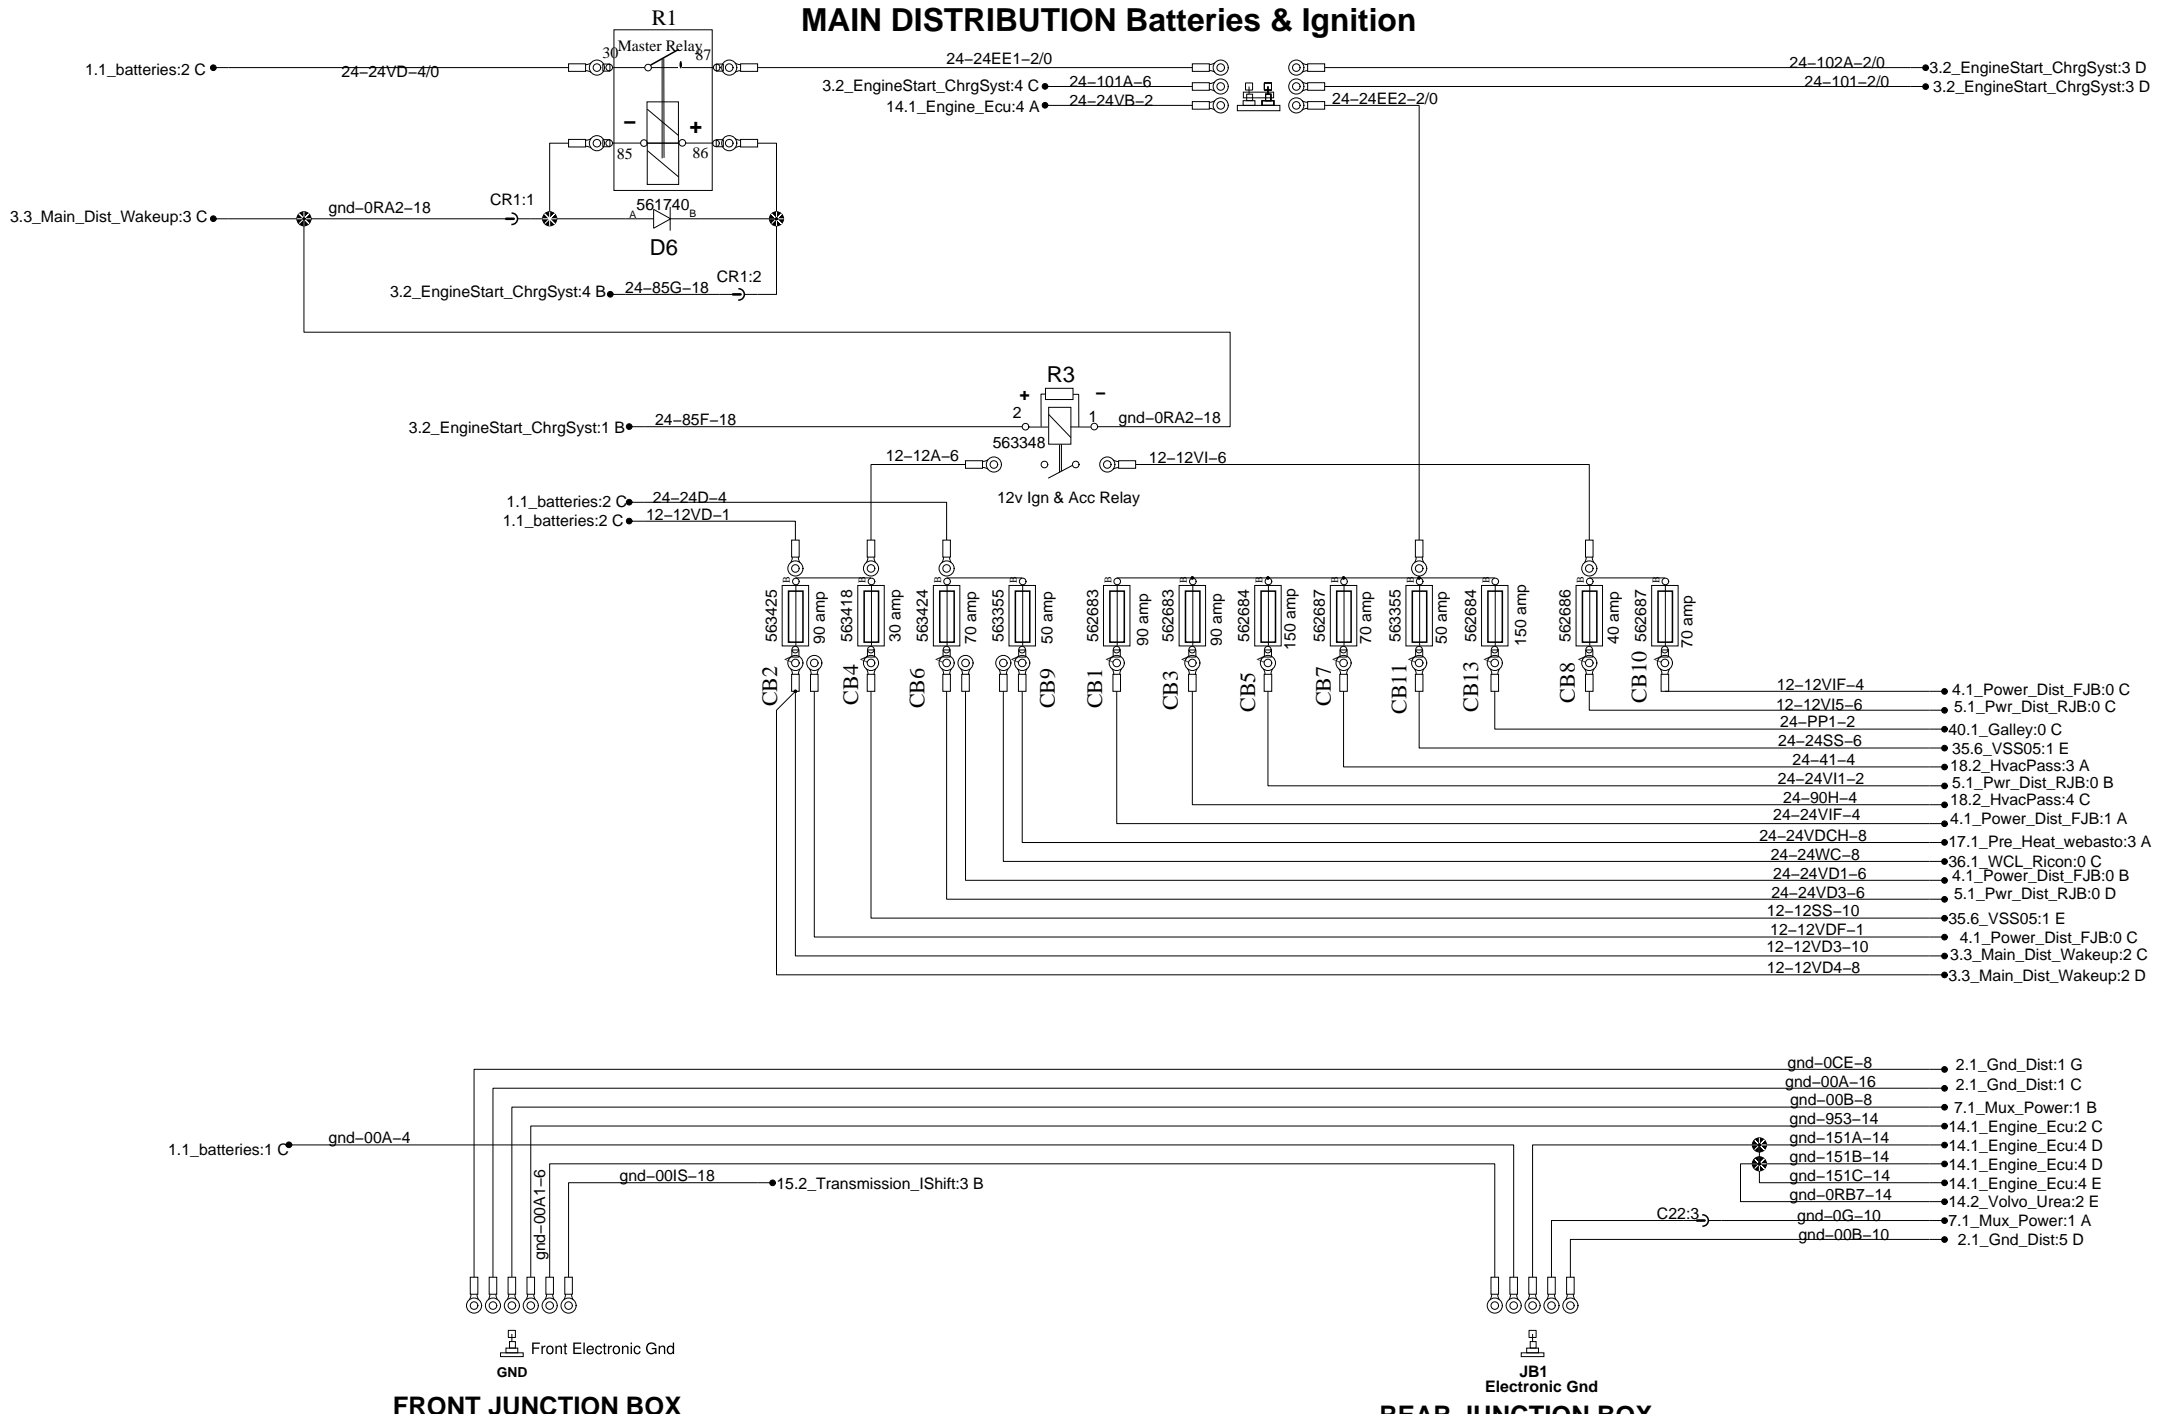 MAIN DISTRIBUTION Batteries & Ignition
R1
Master Relay
30
87
1.1_batteries:2 C
24-24VD-4/0
24-24EE1-2/0
3.2_EngineStart_ChrgSyst:4 C
24-101A-6
14.1_Engine_Ecu:4 A
24-24VB-2
24-24EE2-2/0
24-102A-2/0
3.2_EngineStart_ChrgSyst:3 D
24-101-2/0
3.2_EngineStart_ChrgSyst:3 D
− +
85
86
3.3_Main_Dist_Wakeup:3 C
gnd-0RA2-18
CR1:1
A
561740
B
D6
3.2_EngineStart_ChrgSyst:4 B
24-85G-18
CR1:2
R3
+ −
3.2_EngineStart_ChrgSyst:1 B
24-85F-18
2
1
gnd-0RA2-18
563348
12-12A-6
12-12VI-6
12v Ign & Acc Relay
1.1_batteries:2 C
24-24D-4
1.1_batteries:2 C
12-12VD-1
B
563425
90 amp
CB2
B
563418
30 amp
CB4
B
563424
70 amp
CB6
B
563355
50 amp
CB9
B
562683
90 amp
CB1
B
562683
90 amp
CB3
B
562684
150 amp
CB5
B
562687
70 amp
CB7
B
563355
50 amp
CB11
B
562684
150 amp
CB13
B
562686
40 amp
CB8
B
562687
70 amp
CB10
12-12VIF-4
4.1_Power_Dist_FJB:0 C
12-12VI5-6
5.1_Pwr_Dist_RJB:0 C
24-PP1-2
40.1_Galley:0 C
24-24SS-6
35.6_VSS05:1 E
24-41-4
18.2_HvacPass:3 A
24-24VI1-2
5.1_Pwr_Dist_RJB:0 B
24-90H-4
18.2_HvacPass:4 C
24-24VIF-4
4.1_Power_Dist_FJB:1 A
24-24VDCH-8
17.1_Pre_Heat_webasto:3 A
24-24WC-8
36.1_WCL_Ricon:0 C
24-24VD1-6
4.1_Power_Dist_FJB:0 B
24-24VD3-6
5.1_Pwr_Dist_RJB:0 D
12-12SS-10
35.6_VSS05:1 E
12-12VDF-1
4.1_Power_Dist_FJB:0 C
12-12VD3-10
3.3_Main_Dist_Wakeup:2 C
12-12VD4-8
3.3_Main_Dist_Wakeup:2 D
gnd-0CE-8
2.1_Gnd_Dist:1 G
gnd-00A-16
2.1_Gnd_Dist:1 C
gnd-00B-8
7.1_Mux_Power:1 B
gnd-953-14
14.1_Engine_Ecu:2 C
1.1_batteries:1 C
gnd-00A-4
gnd-151A-14
14.1_Engine_Ecu:4 D
gnd-151B-14
14.1_Engine_Ecu:4 D
gnd-00A1-6
gnd-00IS-18
15.2_Transmission_IShift:3 B
gnd-151C-14
14.1_Engine_Ecu:4 E
gnd-0RB7-14
14.2_Volvo_Urea:2 E
C22:3
gnd-0G-10
7.1_Mux_Power:1 A
gnd-00B-10
2.1_Gnd_Dist:5 D
Front Electronic Gnd
GND
JB1
Electronic Gnd
FRONT JUNCTION BOX
REAR JUNCTION BOX